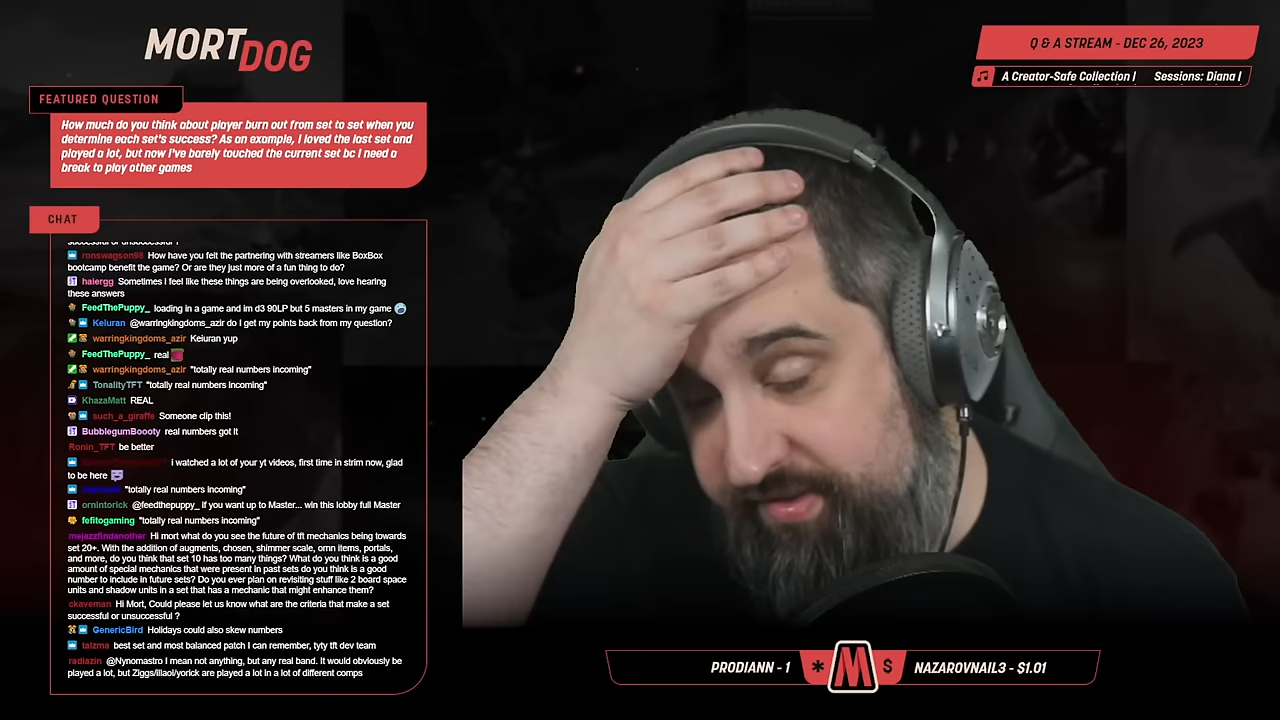 MORTDOG
Q & A STREAM - DEC 26, 2023
A Creator-Safe Collection | Sessions: Diana |
FEATURED QUESTION
How much do you think about player burn out from set to set when you
determine each set's success? As an example, I loved the last set and
played a lot, but now I've barely touched the current set bc I need a
break to play other games
CHAT
successful or unsuccessful ?
ronswagson98 How have you felt the partnering with streamers like BoxBox
bootcamp benefit the game? Or are they just more of a fun thing to do?
halergg Sometimes I feel like these things are being overlooked, love hearing
these answers
FeedThePuppy_ loading in a game and im d3 90LP but 5 masters in my game
Keiuran @warringkingdoms_azir do I get my points back from my question?
warringkingdoms_azir Keiuran yup
FeedThePuppy_ real
warringkingdoms_azir "totally real numbers incoming"
TonalityTFT "totally real numbers incoming"
KhazaMatt REAL
such_a_giraffe Someone clip this!
BubblegumBoooty real numbers got it
Ronin_TFT be better
i watched a lot of your yt videos, first time in strim now, glad
to be here
"totally real numbers incoming"
ornintorick @feedthepuppy_ If you want up to Master... win this lobby full Master
fefitogaming "totally real numbers incoming"
mejazzfindanother Hi mort what do you see the future of tft mechanics being towards
set 20+. With the addition of augments, chosen, shimmer scale, ornn items, portals,
and more, do you think that set 10 has too many things? What do you think is a good
amount of special mechanics that were present in past sets do you think is a good
number to include in future sets? Do you ever plan on revisiting stuff like 2 board space
units and shadow units in a set that has a mechanic that might enhance them?
ckaveman Hi Mort, Could please let us know what are the criteria that make a set
successful or unsuccessful ?
GenericBird Holidays could also skew numbers
talzma best set and most balanced patch I can remember, tyty tft dev team
radiazin @Nynomastro I mean not anything, but any real band. It would obviously be
played a lot, but Ziggs/illaoi/yorick are played a lot in a lot of different comps
PRODIANN - 1 * M $ NAZAROVNAIL3 - $1.01